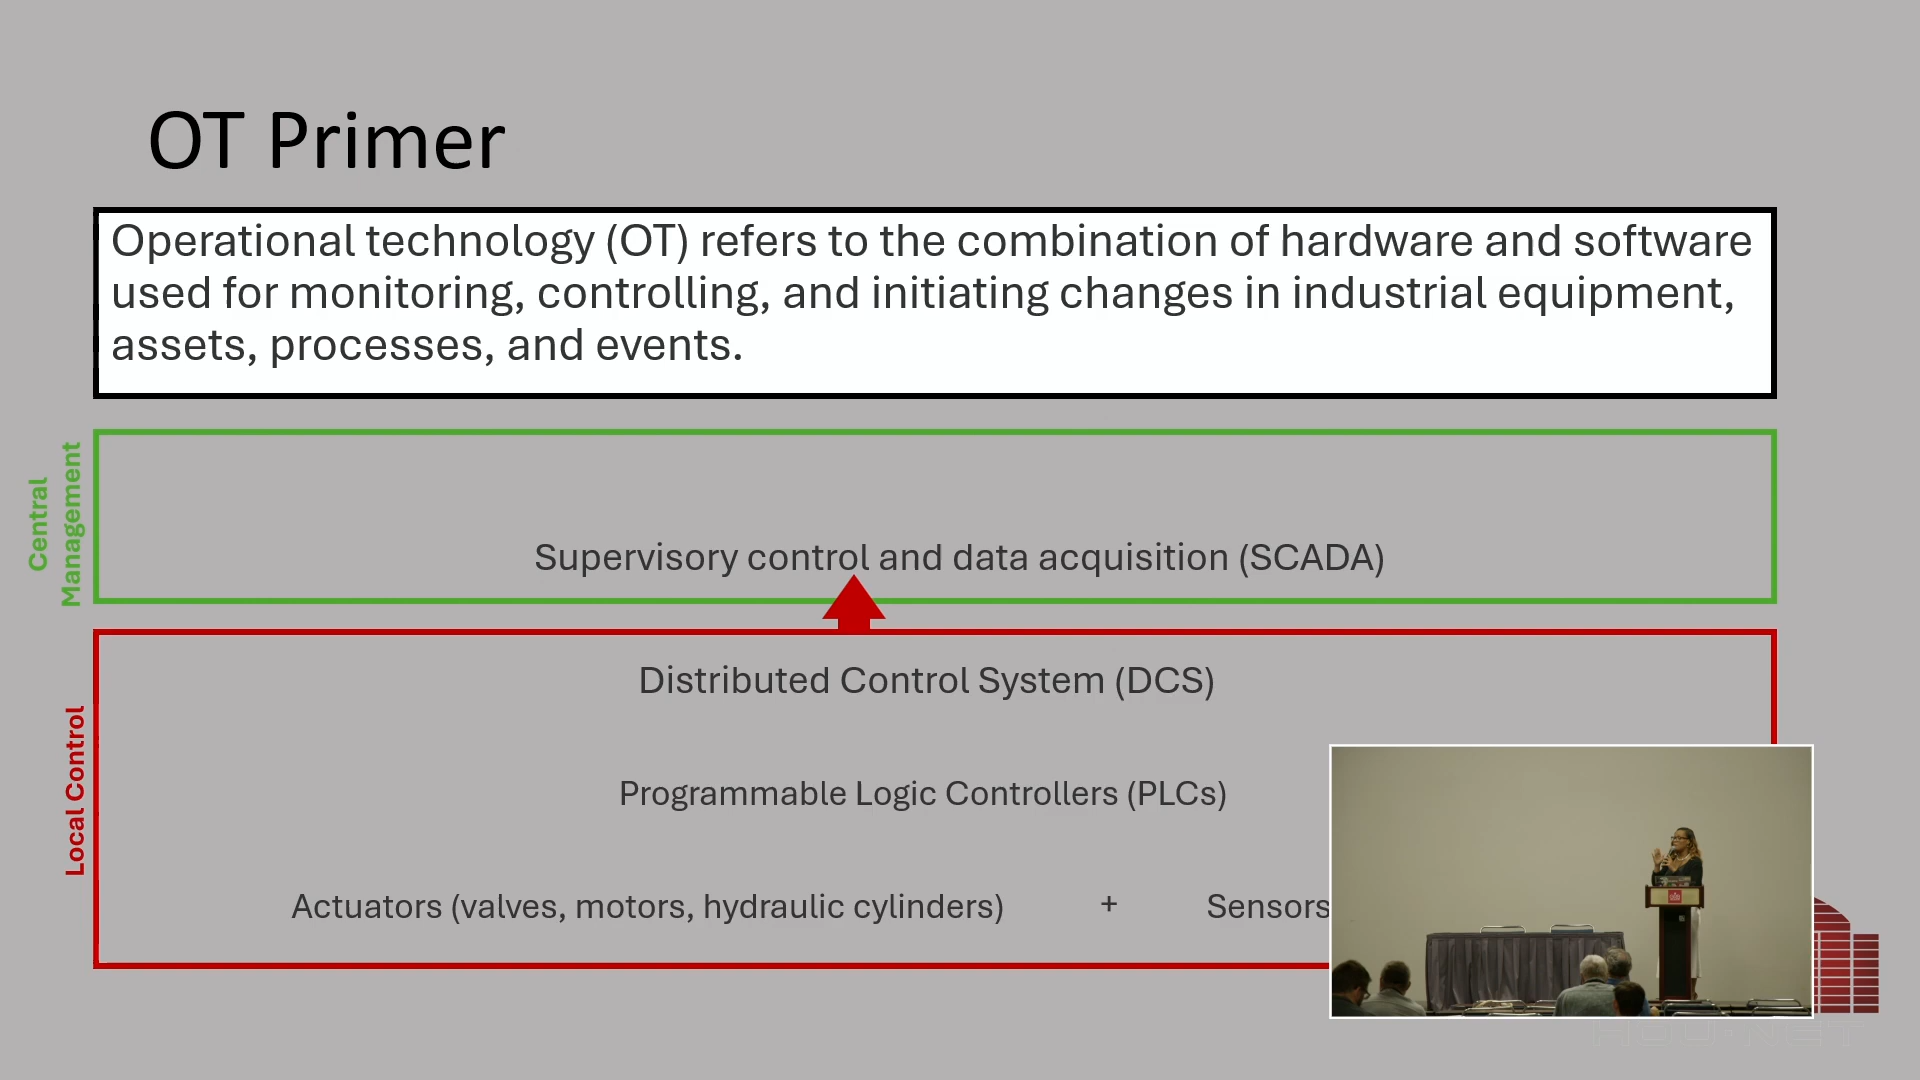 OT Primer
Operational technology (OT) refers to the combination of hardware and software
used for monitoring, controlling, and initiating changes in industrial equipment,
assets, processes, and events.
Central
Management
Supervisory control and data acquisition (SCADA)
Local Control
Distributed Control System (DCS)
Programmable Logic Controllers (PLCs)
Actuators (valves, motors, hydraulic cylinders) + Sensors